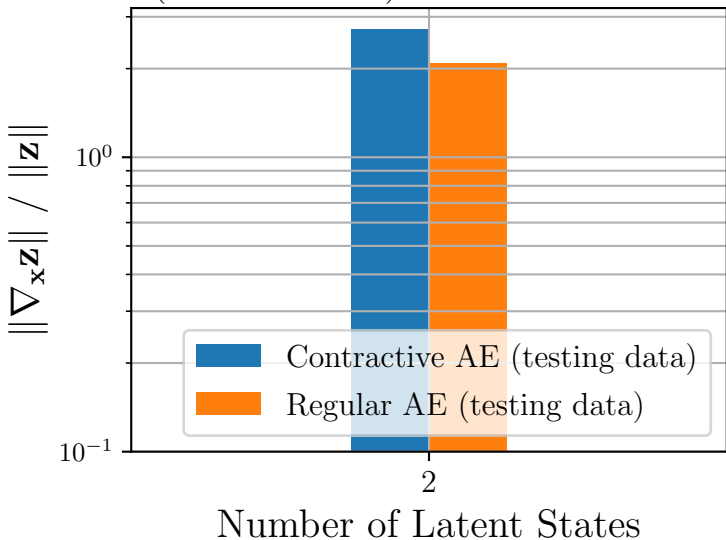 10⁰
10⁻¹
‖∇ₓz‖ / ‖z‖
Contractive AE (testing data)
Regular AE (testing data)
2
Number of Latent States